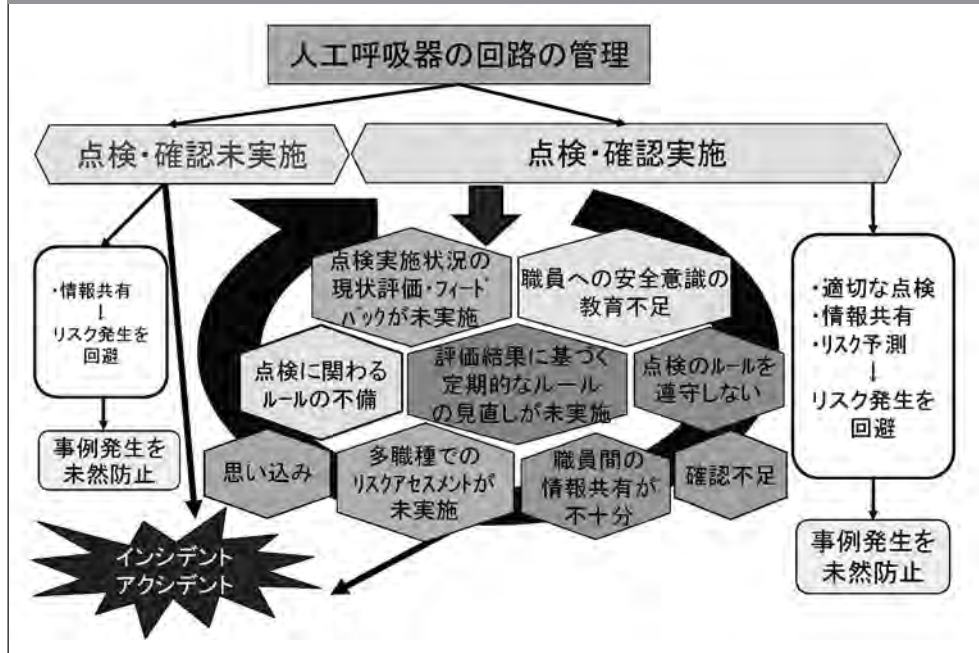 人工呼吸器の回路の管理
点検・確認未実施
点検・確認実施
・情報共有
↓
リスク発生を
回避
事例発生を
未然防止
インシデント
アクシデント
点検実施状況の
現状評価・フィードバックが未実施
職員への安全意識の
教育不足
点検に関わる
ルールの不備
評価結果に基づく
定期的なルール
の見直しが未実施
点検のルールを
遵守しない
思い込み
多職種での
リスクアセスメントが
未実施
職員間の
情報共有が
不十分
確認不足
・適切な点検
・情報共有
・リスク予測
↓
リスク発生を
回避
事例発生を
未然防止